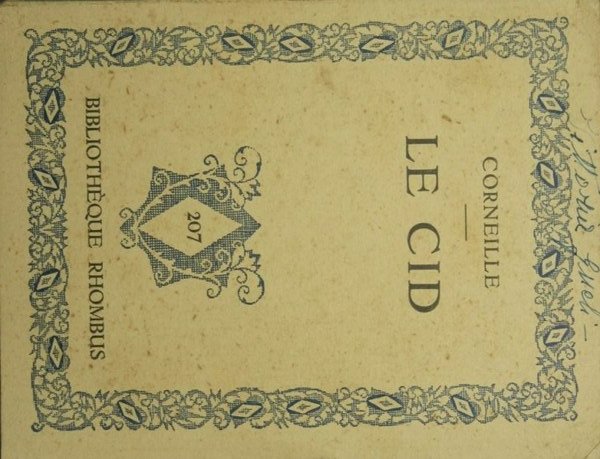 CORNEILLE
LE CID
207
BIBLIOTHÈQUE RHOMBUS